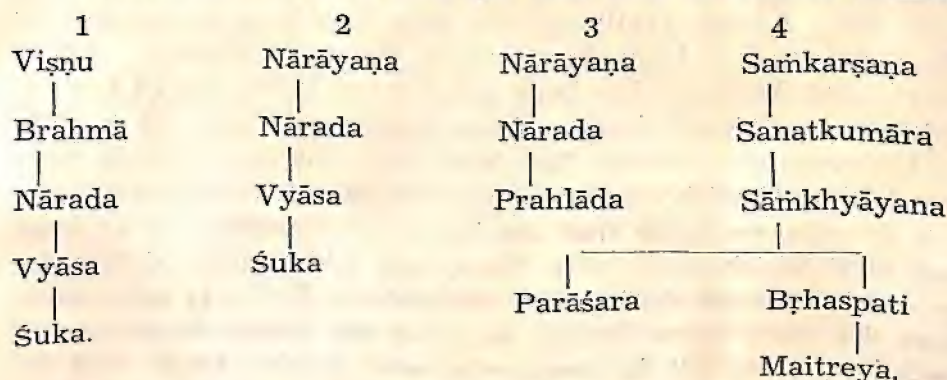 1 2 3 4
Viṣṇu Nārāyaṇa Nārāyaṇa Saṁkarṣaṇa
Brahmā Nārada Nārada Sanatkumāra
Nārada Vyāsa Prahlāda Sāṁkhyāyana
Vyāsa Śuka Parāśara Bṛhaspati
Śuka. Maitreya.